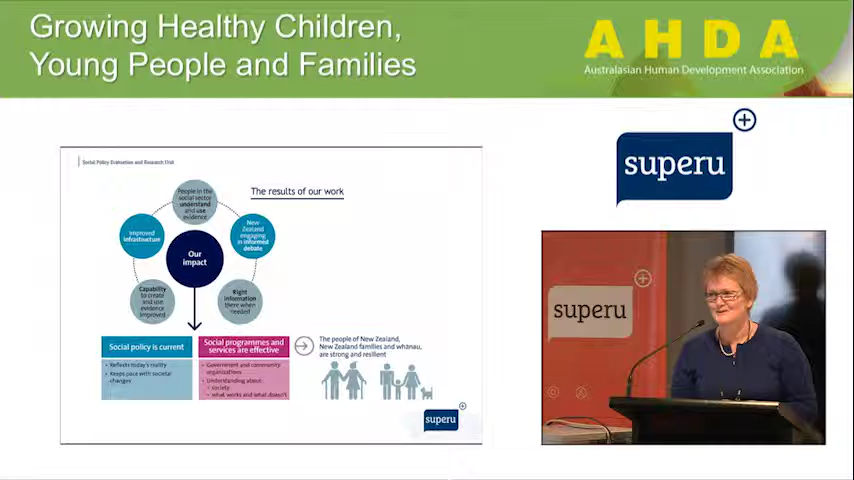 Growing Healthy Children,
Young People and Families
AHDA
Australasian Human Development Association
superu
Social Policy Evaluation and Research Unit
The results of our work
People in the
social sector
understand
and use
evidence
Improved
infrastructure
New
Zealand
engaging
in informed
debate
Our
impact
Capability
to create
and use
evidence
improved
Right
information
there when
needed
Social policy is current
• Reflects today's reality
• Keeps pace with societal
changes
Social programmes and
services are effective
• Government and community
organisations
• Understanding about:
• society
• what works and what doesn't
The people of New Zealand,
New Zealand families and whānau,
are strong and resilient
superu
superu